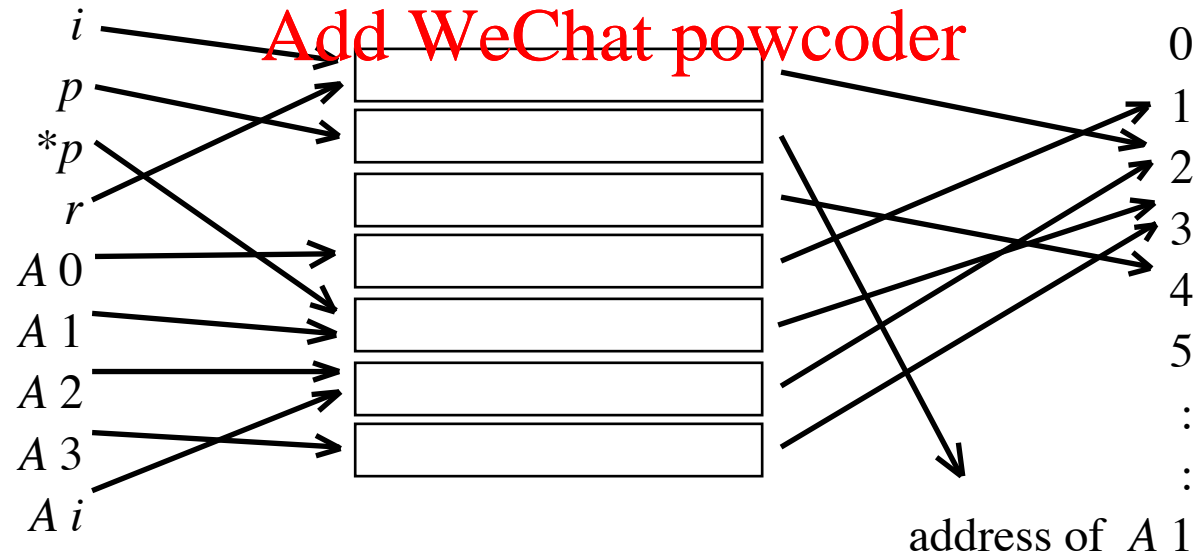 Add WeChat powcoder
i
p
*p
r
A 0
A 1
A 2
A 3
A i
0
1
2
3
4
5
:
:
address of A 1